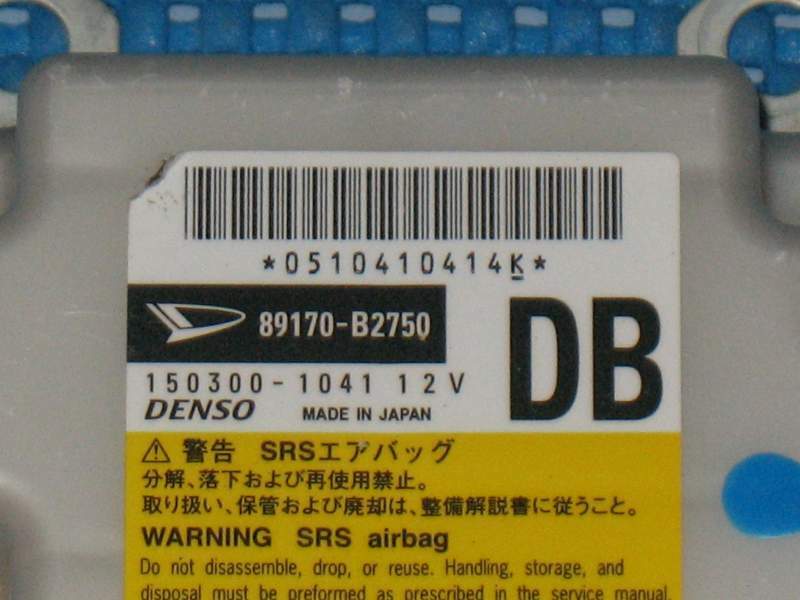 *0510410414K*
89170-B2750
DB
150300-1041 12V
DENSO MADE IN JAPAN
⚠ 警告 SRSエアバッグ
分解、落下および再使用禁止。
取り扱い、保管および廃却は、整備解説書に従うこと。
WARNING SRS airbag
Do not disassemble, drop, or reuse. Handling, storage, and
disposal must be preformed as prescribed in the service manual.